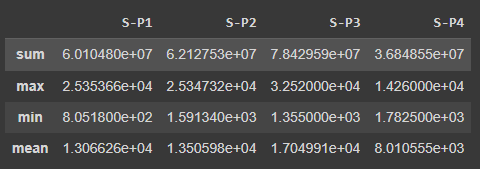 S-P1 S-P2 S-P3 S-P4
sum 6.010480e+07 6.212753e+07 7.842959e+07 3.684855e+07
max 2.535366e+04 2.534732e+04 3.252000e+04 1.426000e+04
min 8.051800e+02 1.591340e+03 1.355000e+03 1.782500e+03
mean 1.306626e+04 1.350598e+04 1.704991e+04 8.010555e+03